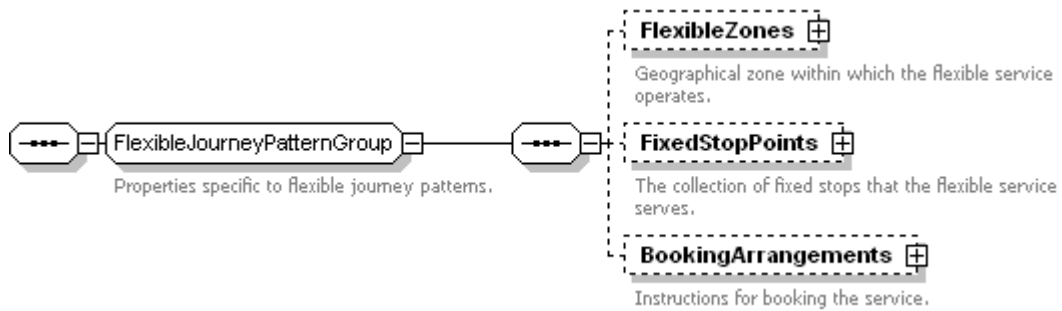 FlexibleZones
Geographical zone within which the flexible service
operates.
FlexibleJourneyPatternGroup
Properties specific to flexible journey patterns.
FixedStopPoints
The collection of fixed stops that the flexible service
serves.
BookingArrangements
Instructions for booking the service.